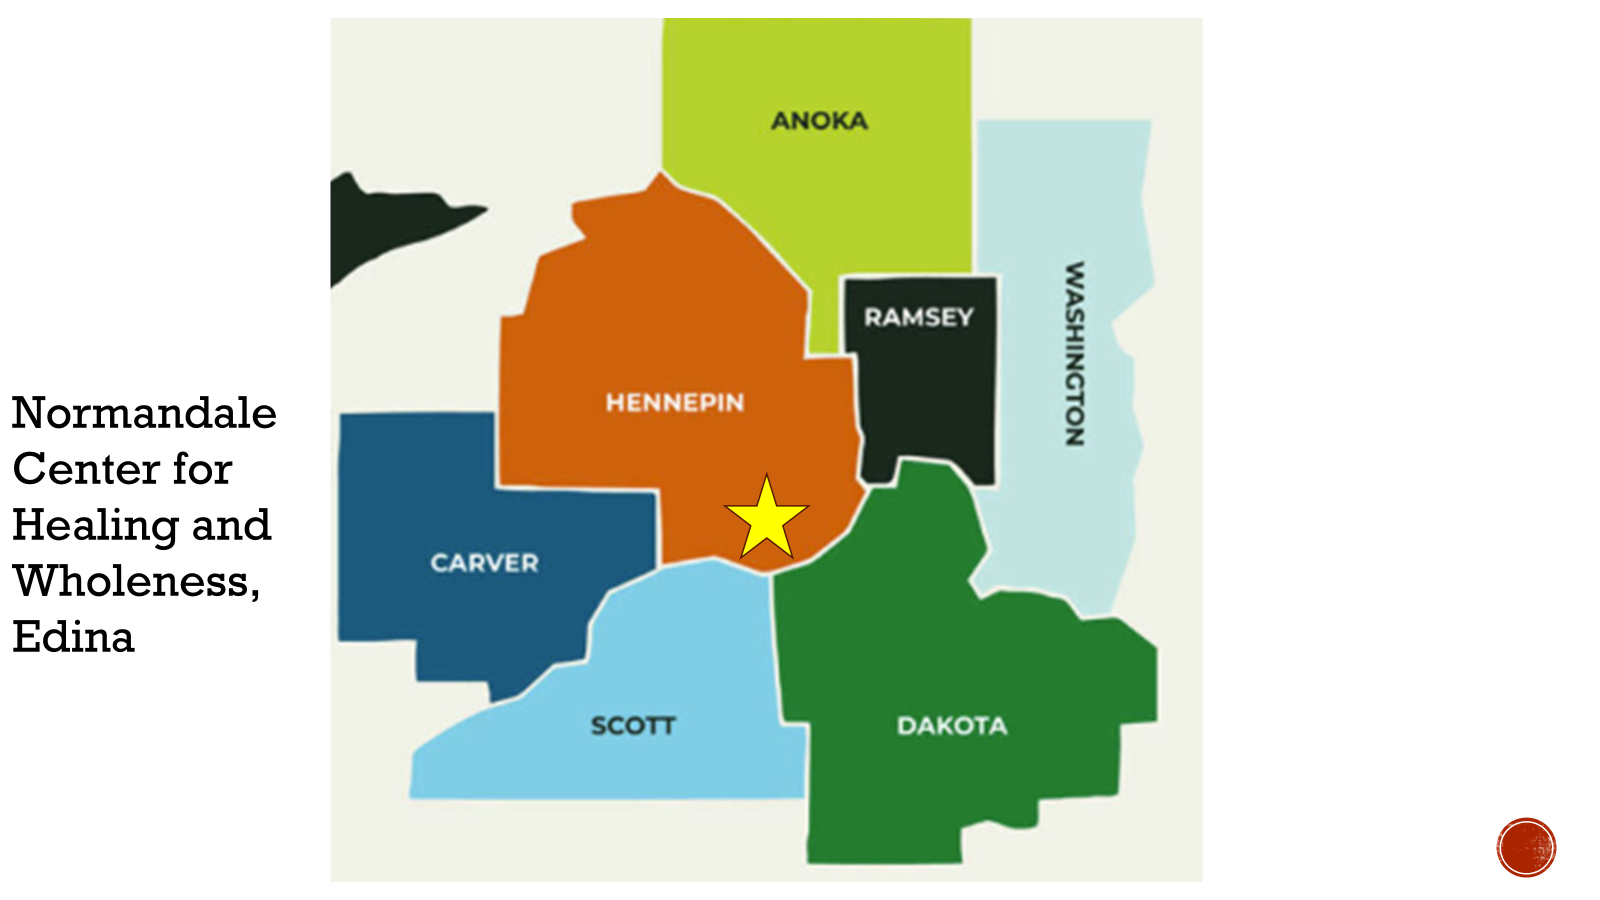 Normandale
Center for
Healing and
Wholeness,
Edina
ANOKA
WASHINGTON
RAMSEY
HENNEPIN
CARVER
SCOTT
DAKOTA